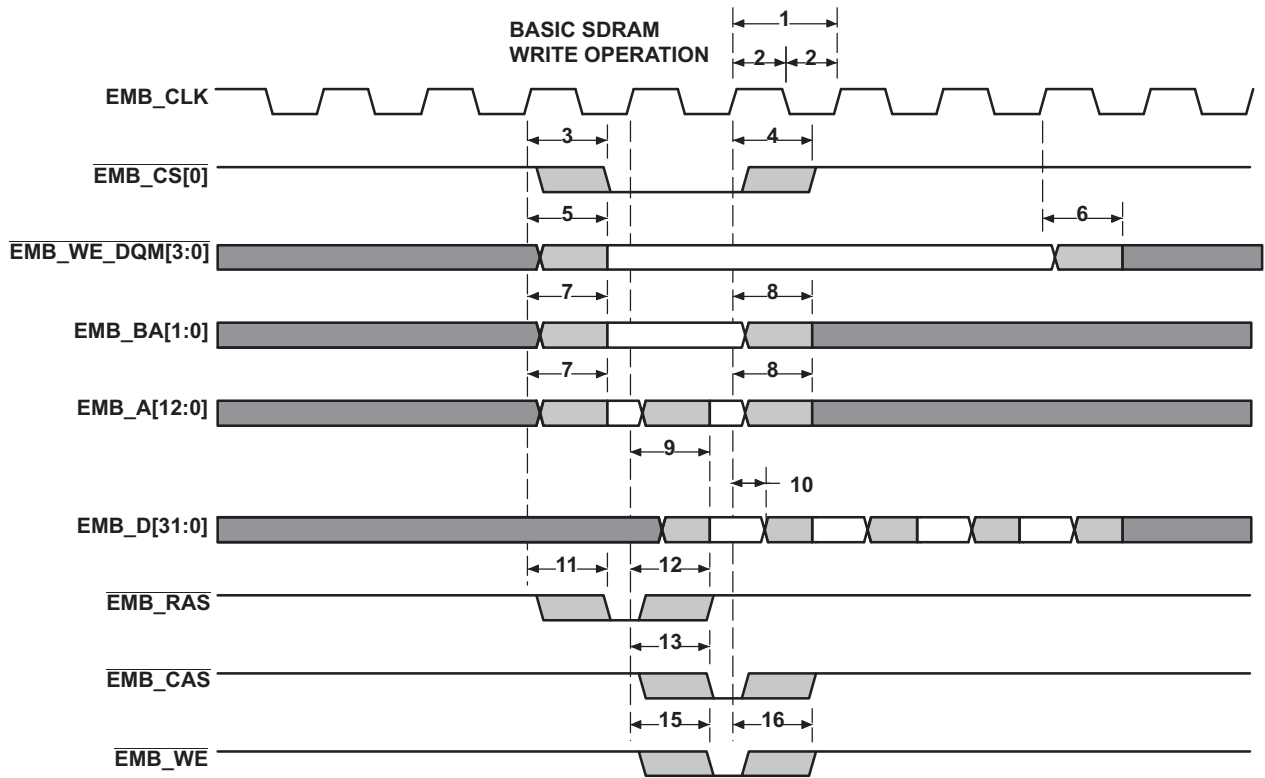 BASIC SDRAM
WRITE OPERATION
1
2 2
EMB_CLK
3 4
EMB_CS[0]
5 6
EMB_WE_DQM[3:0]
7 8
EMB_BA[1:0]
7 8
EMB_A[12:0]
9
10
EMB_D[31:0]
11 12
EMB_RAS
13
EMB_CAS
15 16
EMB_WE